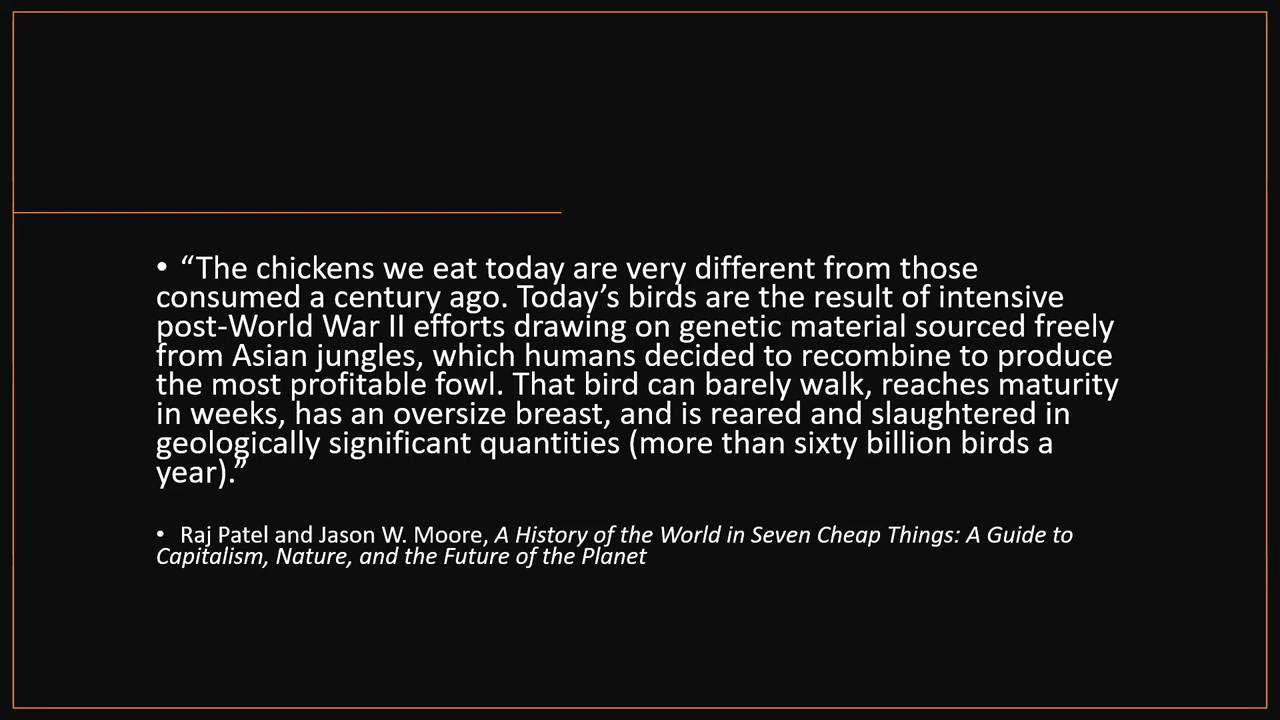 • “The chickens we eat today are very different from those
consumed a century ago. Today’s birds are the result of intensive
post-World War II efforts drawing on genetic material sourced freely
from Asian jungles, which humans decided to recombine to produce
the most profitable fowl. That bird can barely walk, reaches maturity
in weeks, has an oversize breast, and is reared and slaughtered in
geologically significant quantities (more than sixty billion birds a
year).”
• Raj Patel and Jason W. Moore, A History of the World in Seven Cheap Things: A Guide to
Capitalism, Nature, and the Future of the Planet